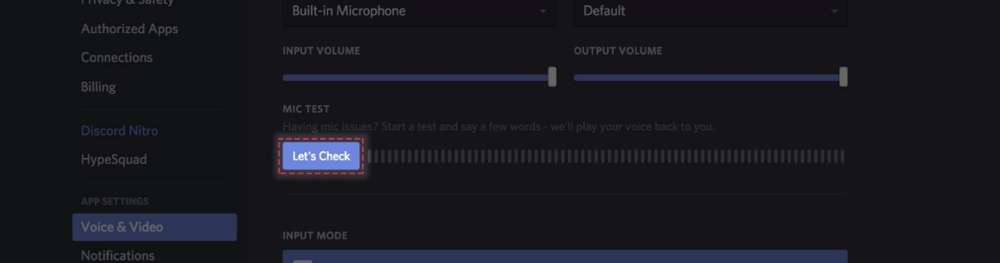 Privacy & Safety
Authorized Apps
Connections
Billing
Discord Nitro
HypeSquad
APP SETTINGS
Voice & Video
Notifications
Built-in Microphone
Default
INPUT VOLUME
OUTPUT VOLUME
MIC TEST
Having mic issues? Start a test and say a few words - we'll play your voice back to you.
Let's Check
INPUT MODE